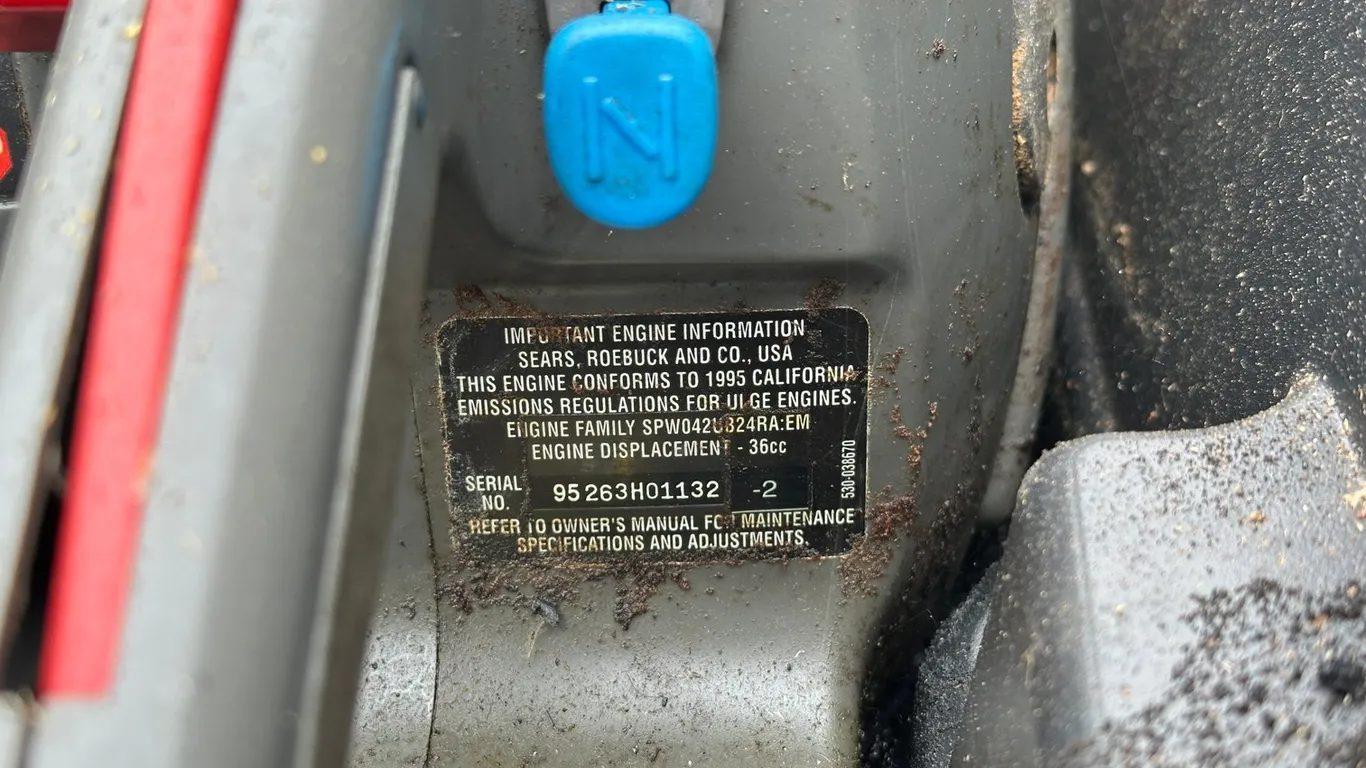 N
IMPORTANT ENGINE INFORMATION
SEARS, ROEBUCK AND CO., USA
THIS ENGINE CONFORMS TO 1995 CALIFORNIA
EMISSIONS REGULATIONS FOR ULGE ENGINES.
ENGINE FAMILY
ENGINE DISPLACEMENT - 36cc
SERIAL NO. 95263H01132 -2
530-038670
REFER TO OWNER'S MANUAL FOR MAINTENANCE
SPECIFICATIONS AND ADJUSTMENTS.